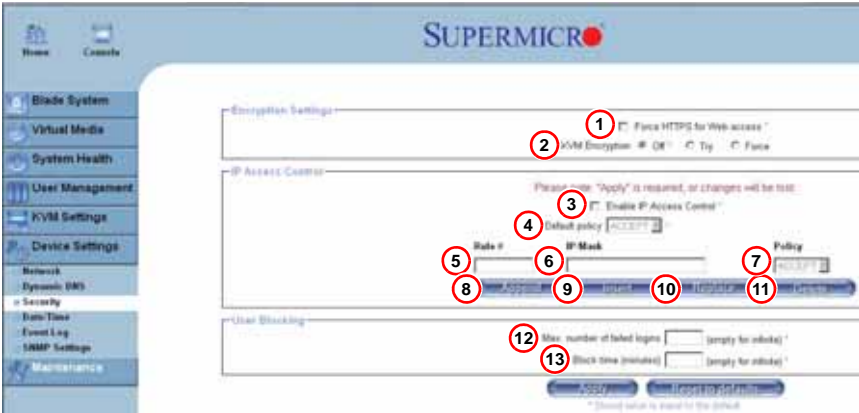 SUPERMICRO
Home Console
Blade System
Virtual Media
System Health
User Management
KVM Settings
Device Settings
Network
Dynamic DNS
Security
Date/Time
Event Log
SNMP Settings
Maintenance
Encryption Settings
1 Force HTTPS for Web access *
2 KVM Encryption Off * Try Force
IP Access Control
Please note: "Apply" is required, or changes will be lost.
3 Enable IP Access Control *
4 Default policy ACCEPT *
Rule # IP/Mask Policy
5 6 7 ACCEPT
8 Append 9 Insert 10 Replace 11 Delete
User Blocking
12 Max. number of failed logins (empty for infinite) *
13 Block time (minutes) (empty for infinite) *
Apply Reset to defaults
* Stored value is equal to the default.